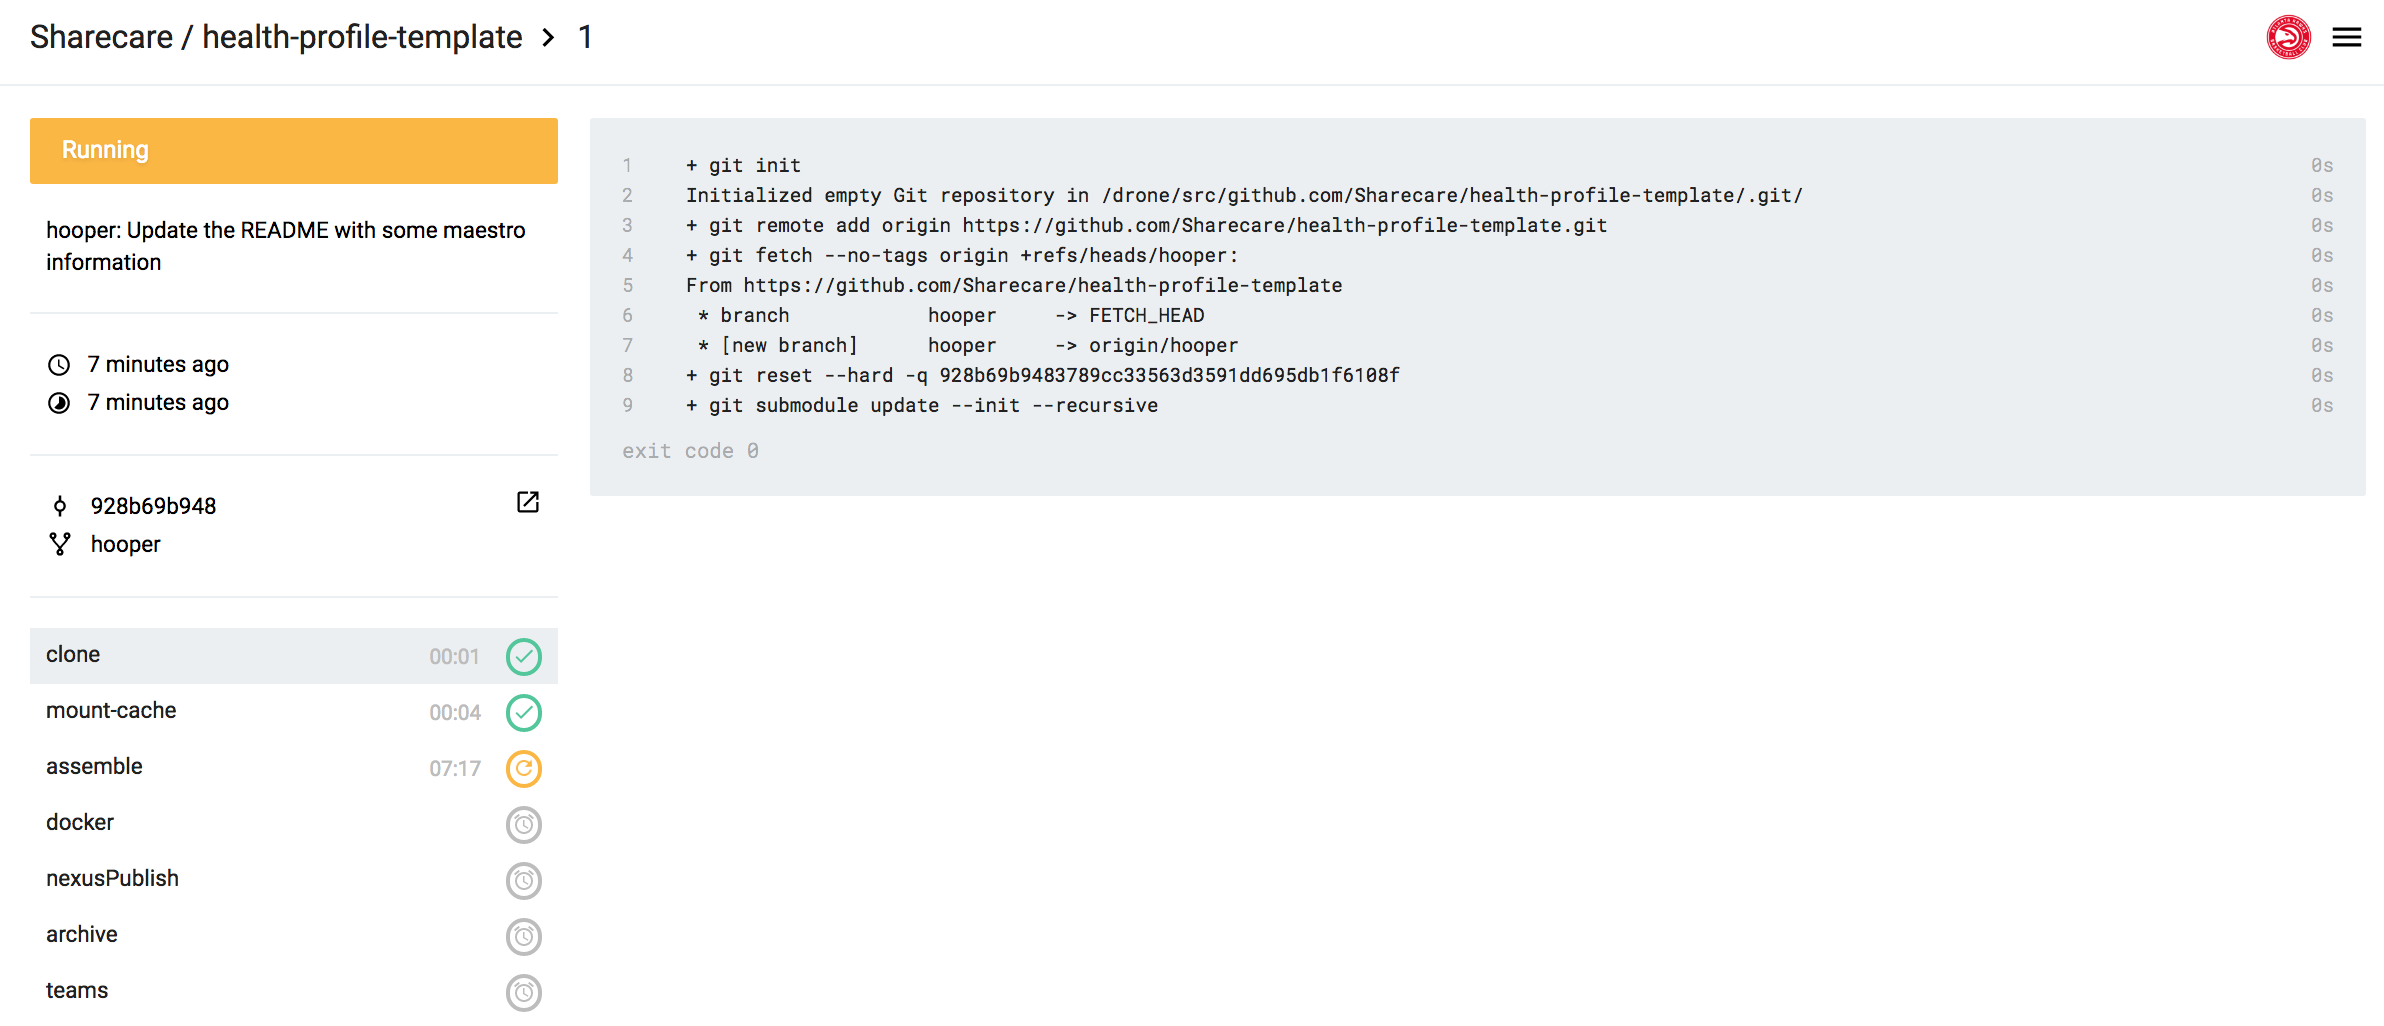 Sharecare / health-profile-template > 1
Running
hooper: Update the README with some maestro
information
7 minutes ago
7 minutes ago
928b69b948
hooper
clone 00:01
mount-cache 00:04
assemble 07:17
docker
nexusPublish
archive
teams
1 + git init 0s
2 Initialized empty Git repository in /drone/src/github.com/Sharecare/health-profile-template/.git/ 0s
3 + git remote add origin https://github.com/Sharecare/health-profile-template.git 0s
4 + git fetch --no-tags origin +refs/heads/hooper: 0s
5 From https://github.com/Sharecare/health-profile-template 0s
6 * branch hooper -> FETCH_HEAD 0s
7 * [new branch] hooper -> origin/hooper 0s
8 + git reset --hard -q 928b69b9483789cc33563d3591dd695db1f6108f 0s
9 + git submodule update --init --recursive 0s
exit code 0